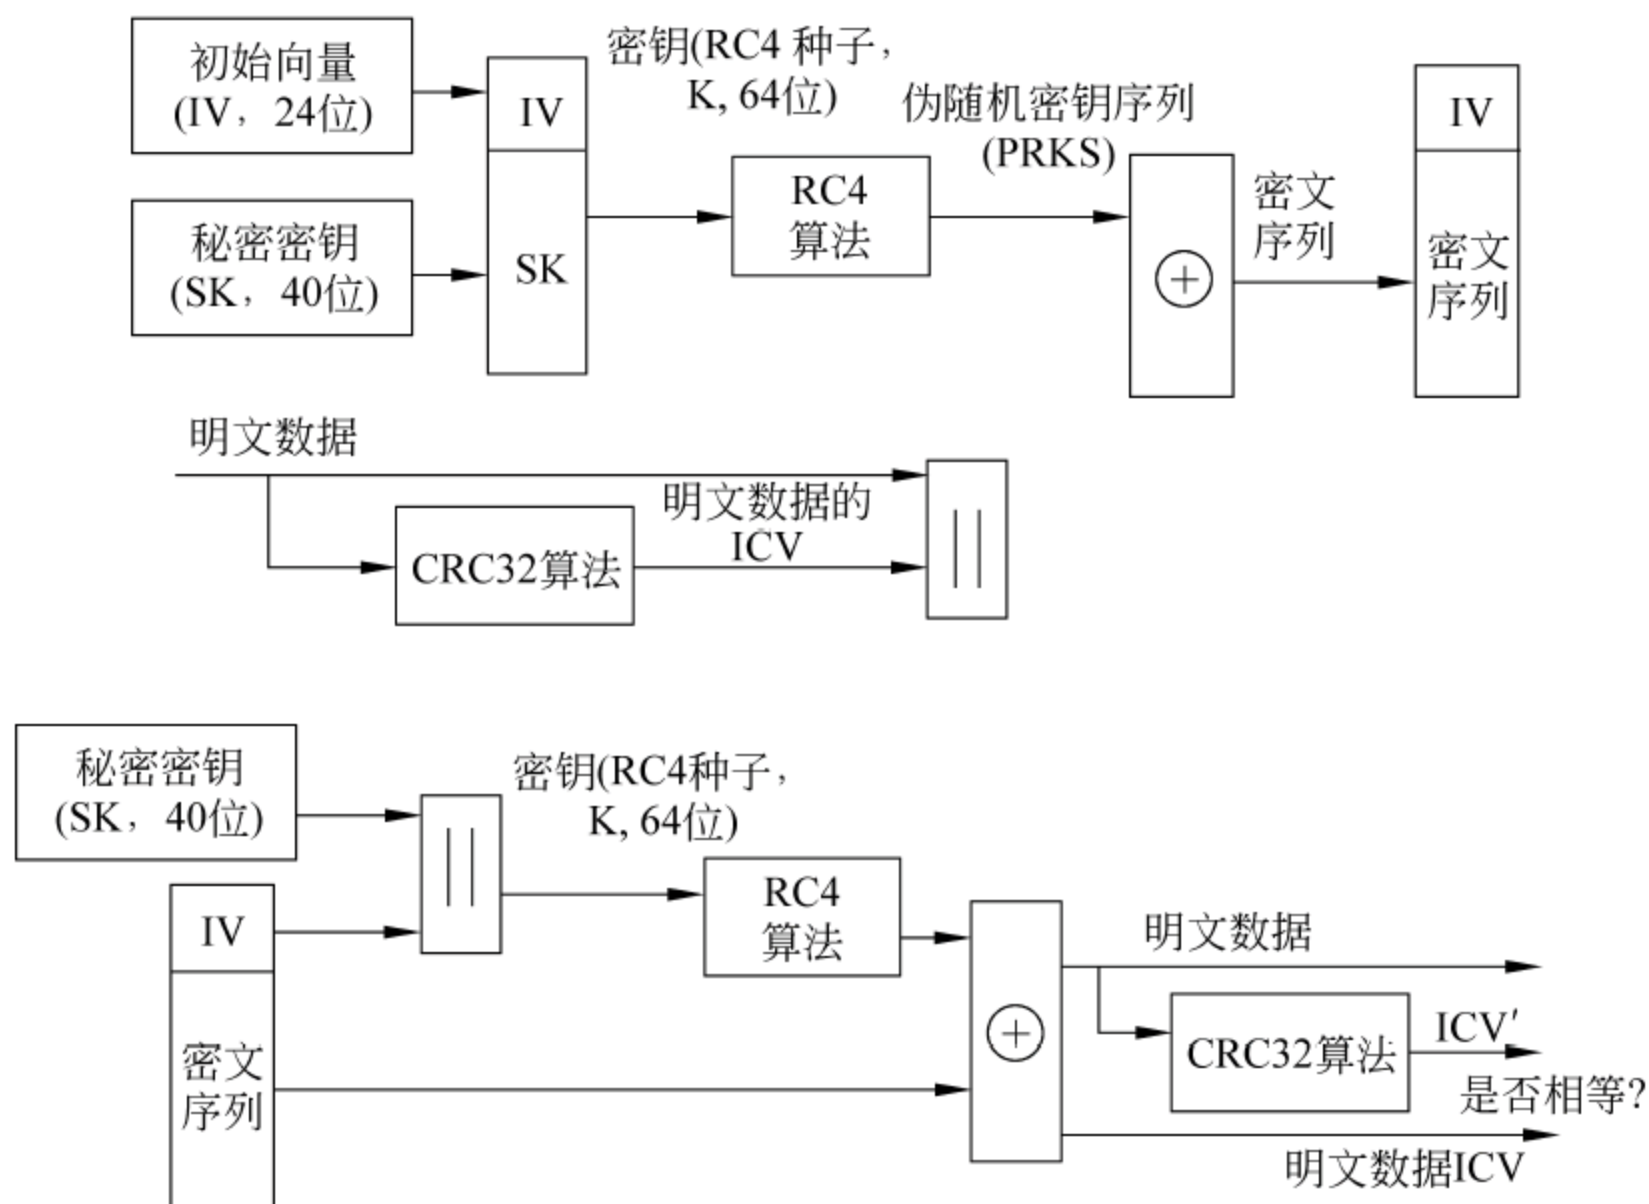 初始向量
(IV，24位)
IV
密钥(RC4 种子，
K, 64位)
伪随机密钥序列
(PRKS)
IV
秘密密钥
(SK，40位)
SK
RC4
算法
密文
序列
密文
序列
明文数据
CRC32算法
明文数据的
ICV
秘密密钥
(SK，40位)
密钥(RC4种子，
K, 64位)
IV
RC4
算法
密文
序列
明文数据
CRC32算法
ICV′
是否相等?
明文数据ICV